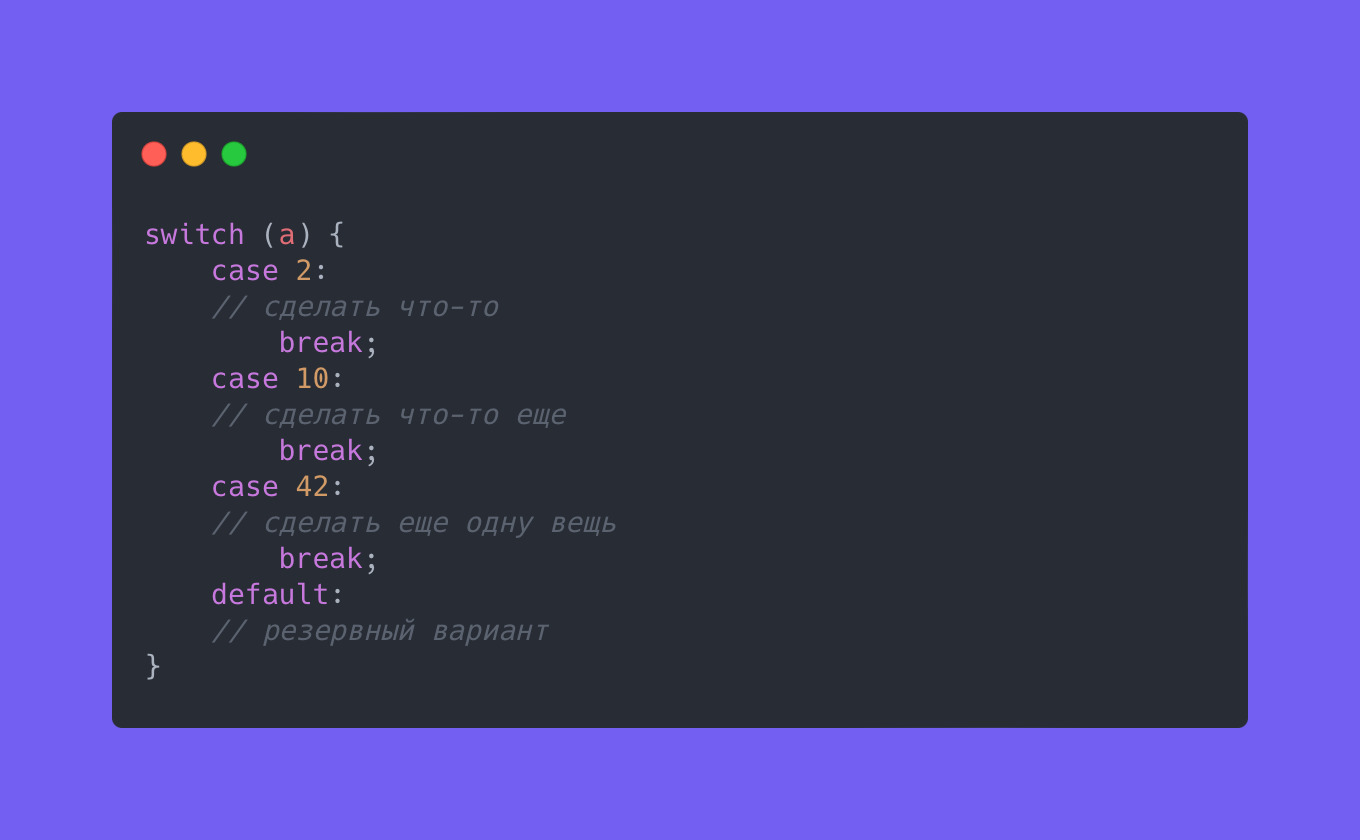 switch (a) {
    case 2:
    // сделать что-то
        break;
    case 10:
    // сделать что-то еще
        break;
    case 42:
    // сделать еще одну вещь
        break;
    default:
    // резервный вариант
}